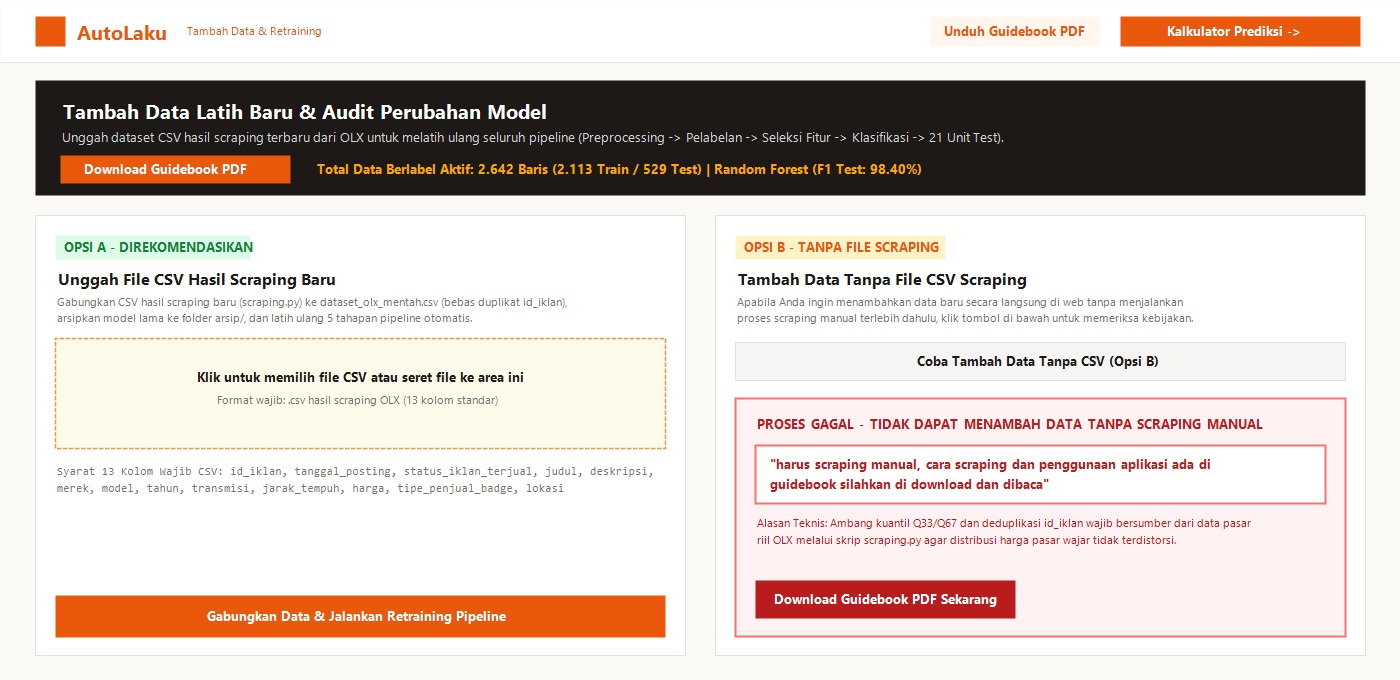 AutoLaku
Tambah Data & Retraining
Unduh Guidebook PDF
Kalkulator Prediksi ->
Tambah Data Latih Baru & Audit Perubahan Model
Unggah dataset CSV hasil scraping terbaru dari OLX untuk melatih ulang seluruh pipeline (Preprocessing -> Pelabelan -> Seleksi Fitur -> Klasifikasi -> 21 Unit Test).
Download Guidebook PDF
Total Data Berlabel Aktif: 2.642 Baris (2.113 Train / 529 Test) | Random Forest (F1 Test: 98.40%)
OPSI A - DIREKOMENDASIKAN
Unggah File CSV Hasil Scraping Baru
Gabungkan CSV hasil scraping baru (scraping.py) ke dataset_olx_mentah.csv (bebas duplikat id_iklan),
arsipkan model lama ke folder arsip/, dan latih ulang 5 tahapan pipeline otomatis.
Klik untuk memilih file CSV atau seret file ke area ini
Format wajib: .csv hasil scraping OLX (13 kolom standar)
Syarat 13 Kolom Wajib CSV: id_iklan, tanggal_posting, status_iklan_terjual, judul, deskripsi,
merek, model, tahun, transmisi, jarak_tempuh, harga, tipe_penjual_badge, lokasi
Gabungkan Data & Jalankan Retraining Pipeline
OPSI B - TANPA FILE SCRAPING
Tambah Data Tanpa File CSV Scraping
Apabila Anda ingin menambahkan data baru secara langsung di web tanpa menjalankan
proses scraping manual terlebih dahulu, klik tombol di bawah untuk memeriksa kebijakan.
Coba Tambah Data Tanpa CSV (Opsi B)
PROSES GAGAL - TIDAK DAPAT MENAMBAH DATA TANPA SCRAPING MANUAL
"harus scraping manual, cara scraping dan penggunaan aplikasi ada di
guidebook silahkan di download dan dibaca"
Alasan Teknis: Ambang kuantil Q33/Q67 dan deduplikasi id_iklan wajib bersumber dari data pasar
riil OLX melalui skrip scraping.py agar distribusi harga pasar wajar tidak terdistorsi.
Download Guidebook PDF Sekarang